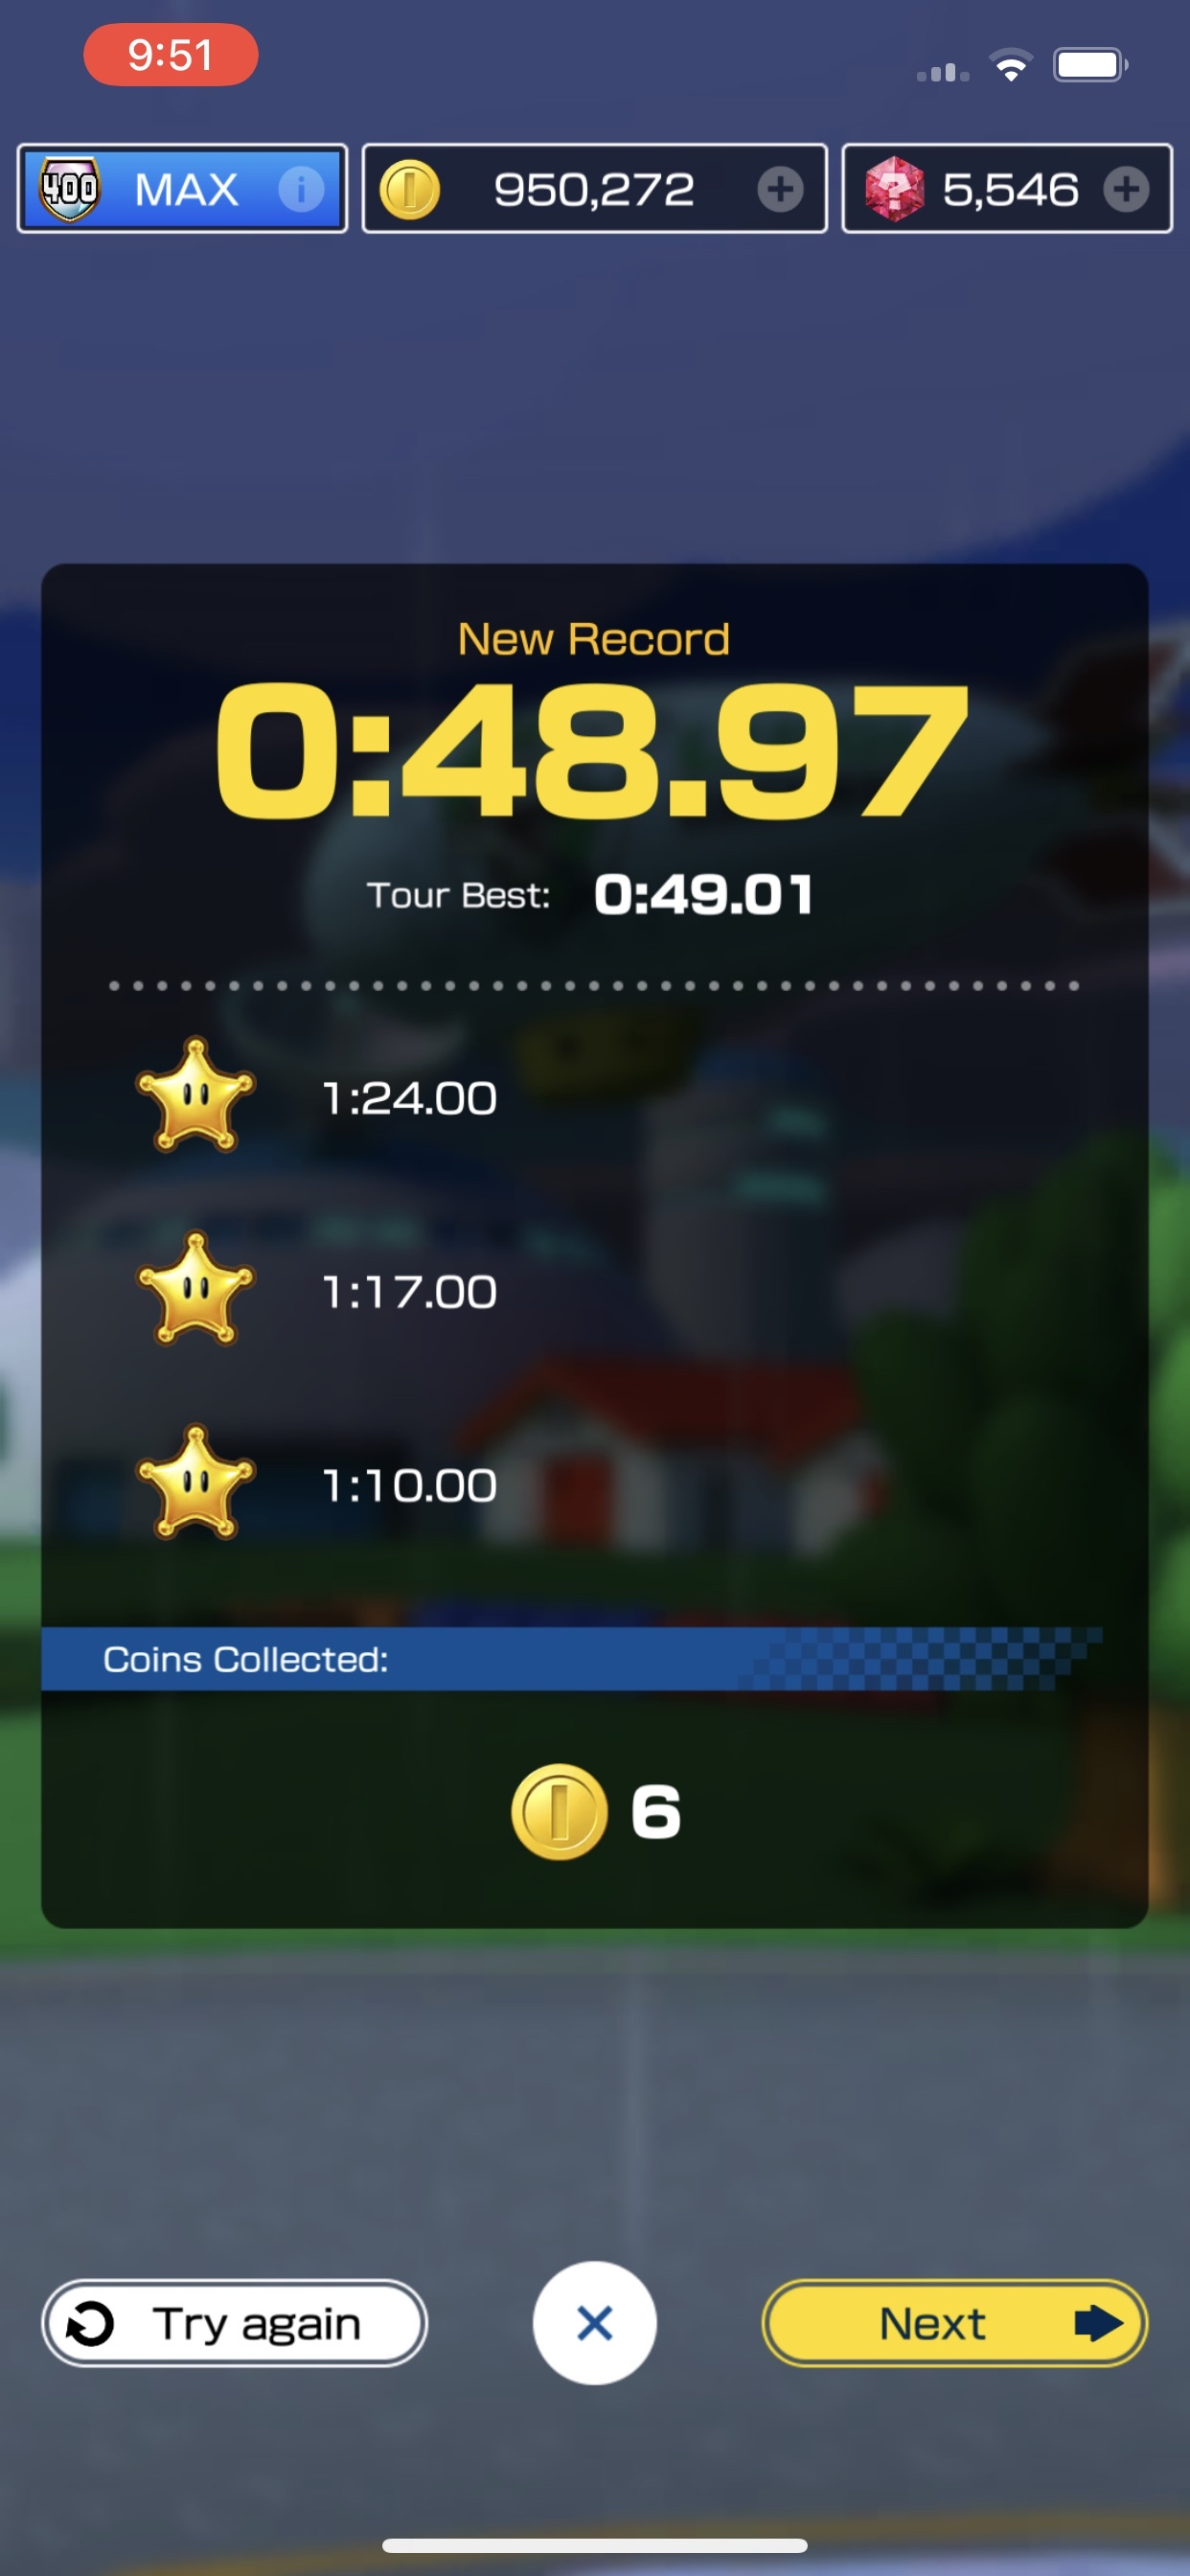 9:51
400 MAX i 950,272 + ? 5,546 +
New Record
0:48.97
Tour Best: 0:49.01
1:24.00
1:17.00
1:10.00
Coins Collected:
6
Try again × Next